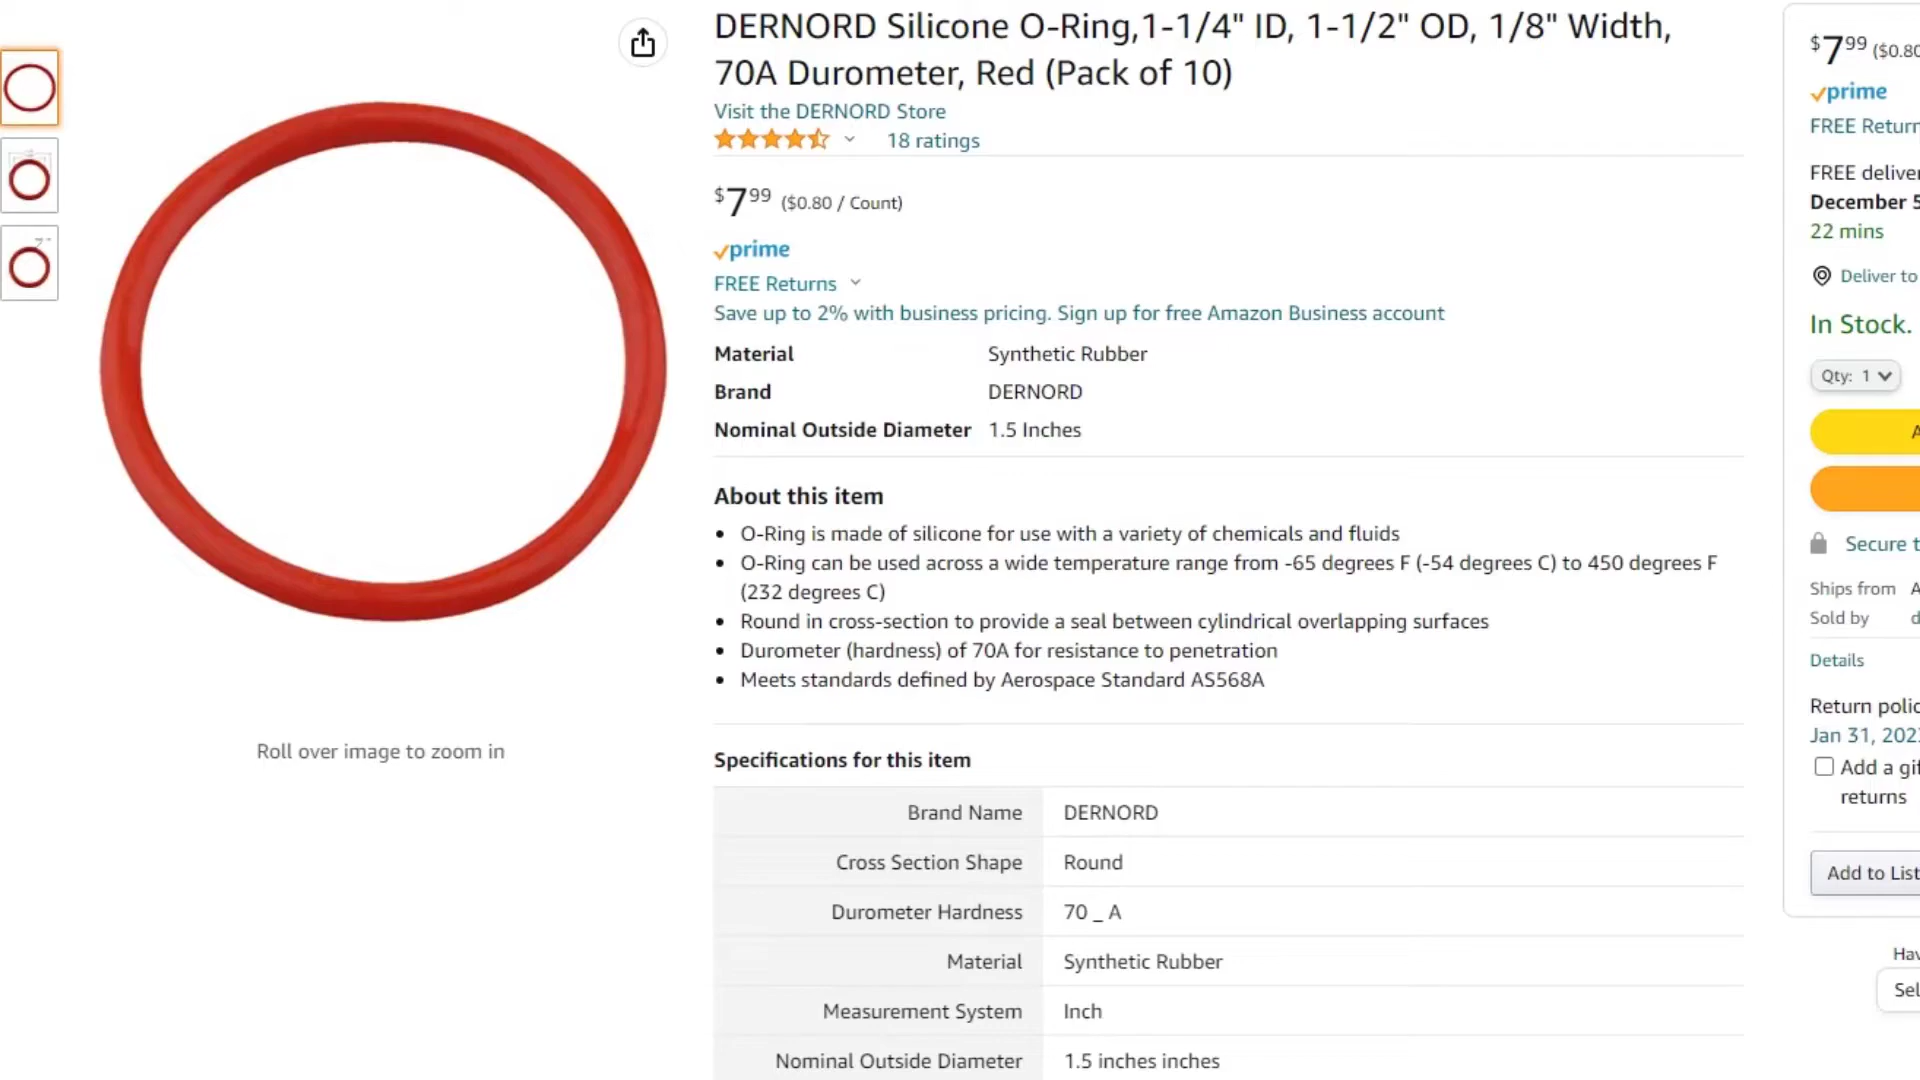 DERNORD Silicone O-Ring,1-1/4" ID, 1-1/2" OD, 1/8" Width,
70A Durometer, Red (Pack of 10)
Visit the DERNORD Store
18 ratings
$7 99 ($0.80 / Count)
prime
FREE Returns
Save up to 2% with business pricing. Sign up for free Amazon Business account
Material Synthetic Rubber
Brand DERNORD
Nominal Outside Diameter 1.5 Inches
About this item
• O-Ring is made of silicone for use with a variety of chemicals and fluids
• O-Ring can be used across a wide temperature range from -65 degrees F (-54 degrees C) to 450 degrees F
(232 degrees C)
• Round in cross-section to provide a seal between cylindrical overlapping surfaces
• Durometer (hardness) of 70A for resistance to penetration
• Meets standards defined by Aerospace Standard AS568A
Roll over image to zoom in
Specifications for this item
Brand Name DERNORD
Cross Section Shape Round
Durometer Hardness 70 _ A
Material Synthetic Rubber
Measurement System Inch
Nominal Outside Diameter 1.5 inches inches
$7 99 ($0.80
prime
FREE Return
FREE deliver
December 5
22 mins
Deliver to
In Stock.
Qty: 1
Secure t
Ships from A
Sold by d
Details
Return polic
Jan 31, 202
Add a gif
returns
Add to List
Hav
Sel